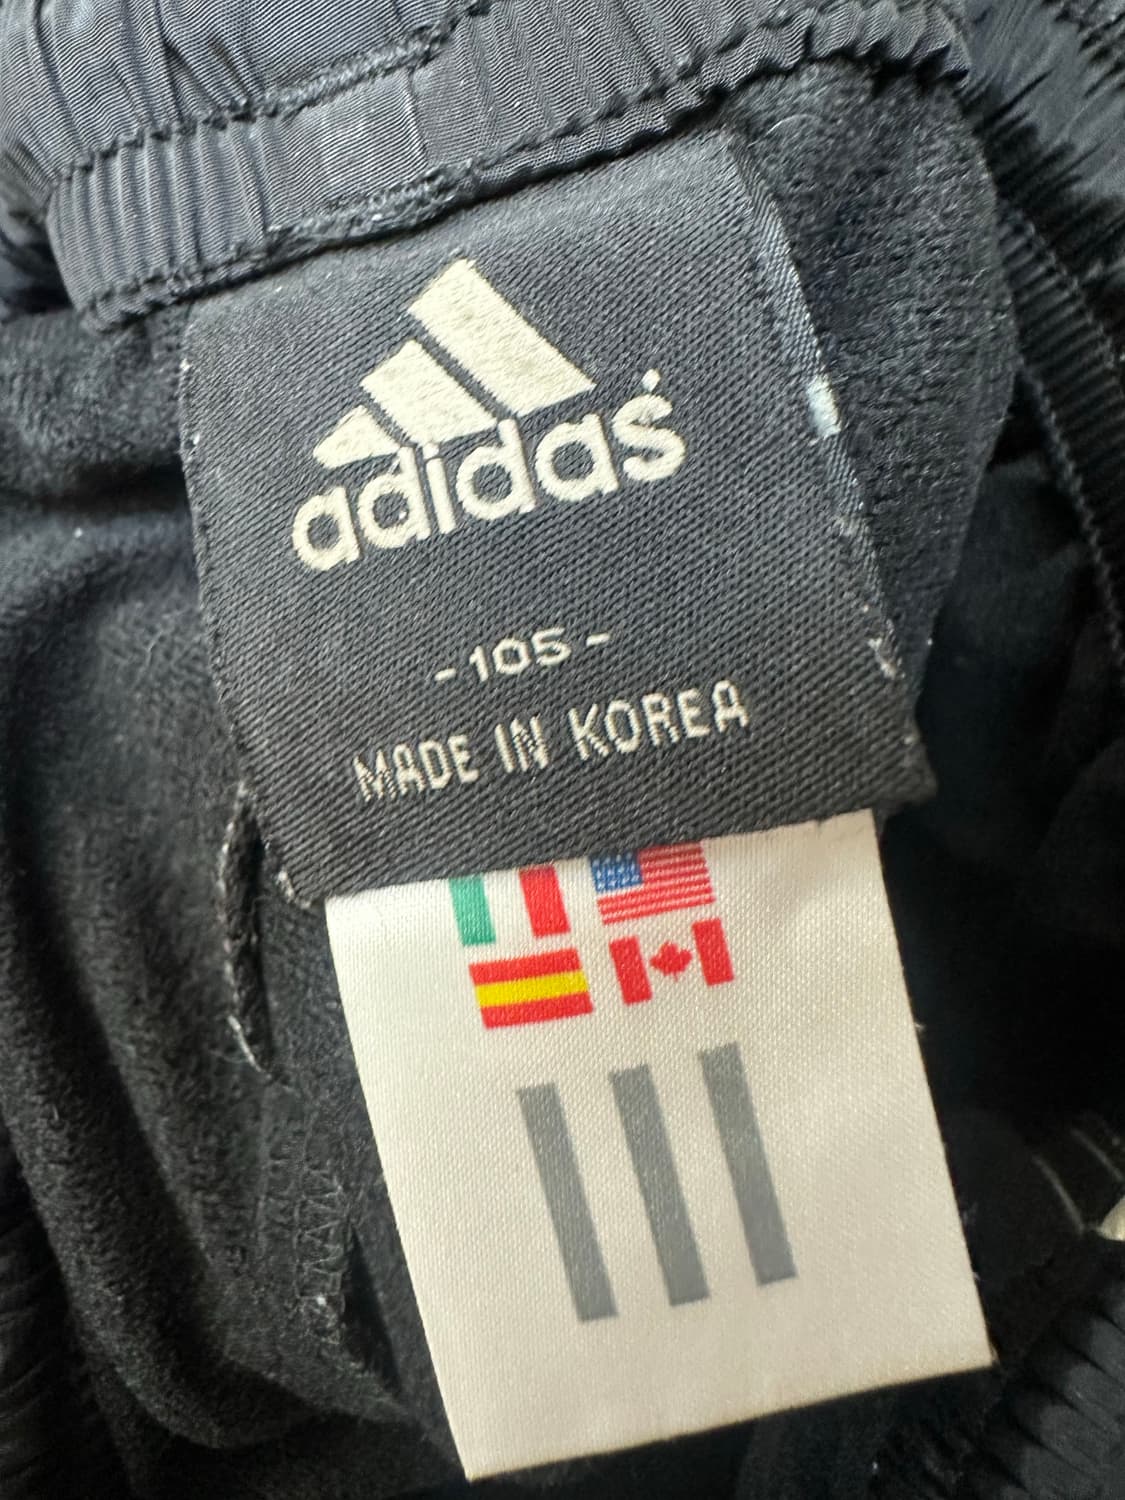 adidas
-105-
MADE IN KOREA